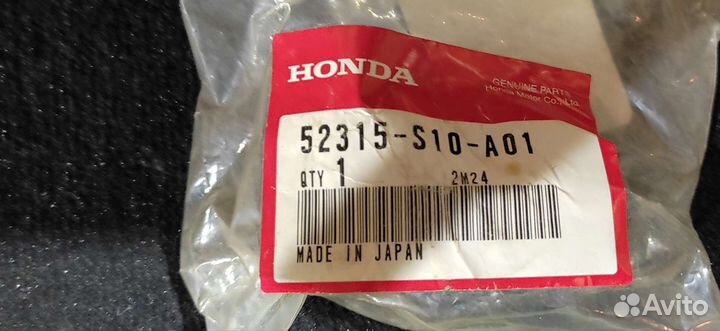 HONDA
GENUINE PARTS
Honda Motor Co., Ltd.
52315-S10-A01
QTY 1 2M24
MADE IN JAPAN
Avito